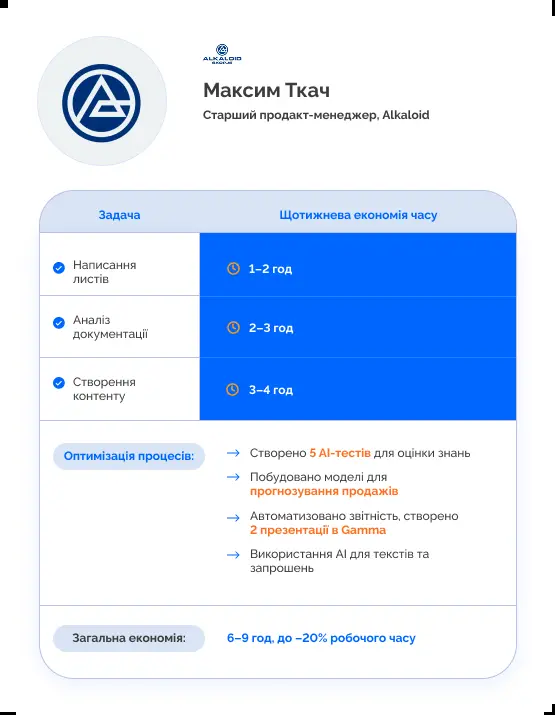 ALKALOID
SKOPJE
Максим Ткач
Старший продакт-менеджер, Alkaloid
Задача
Щотижнева економія часу
Написання
листів
1–2 год
Аналіз
документації
2–3 год
Створення
контенту
3–4 год
Оптимізація процесів:
Створено 5 AI-тестів для оцінки знань
Побудовано моделі для
прогнозування продажів
Автоматизовано звітність, створено
2 презентації в Gamma
Використання AI для текстів та
запрошень
Загальна економія:
6–9 год, до ~20% робочого часу